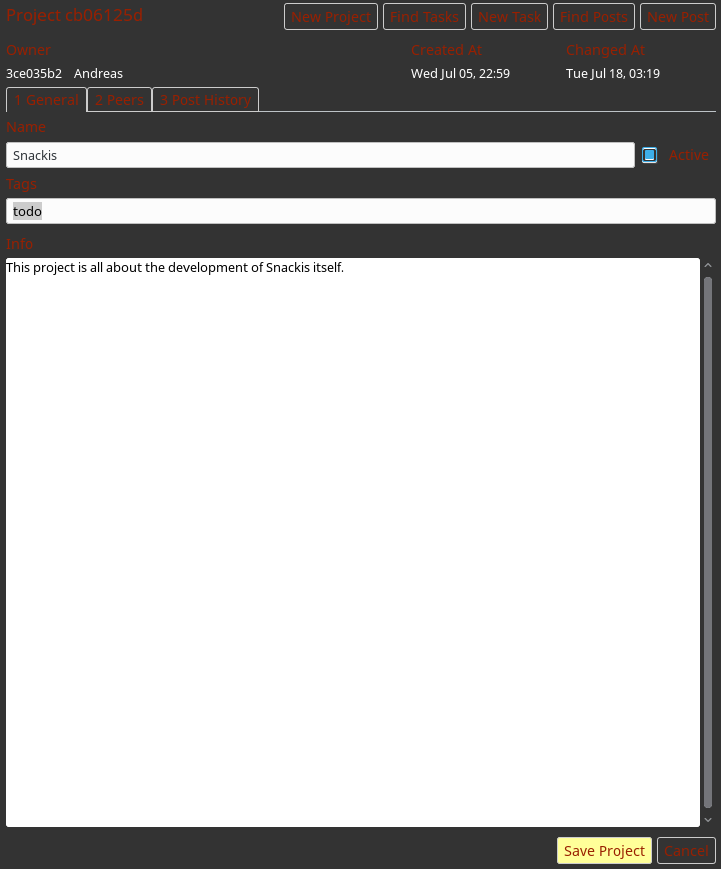 Project cb06125d New Project Find Tasks New Task Find Posts New Post
Owner Created At Changed At
3ce035b2 Andreas Wed Jul 05, 22:59 Tue Jul 18, 03:19
1 General 2 Peers 3 Post History
Name
Snackis Active
Tags
todo
Info
This project is all about the development of Snackis itself.
Save Project Cancel